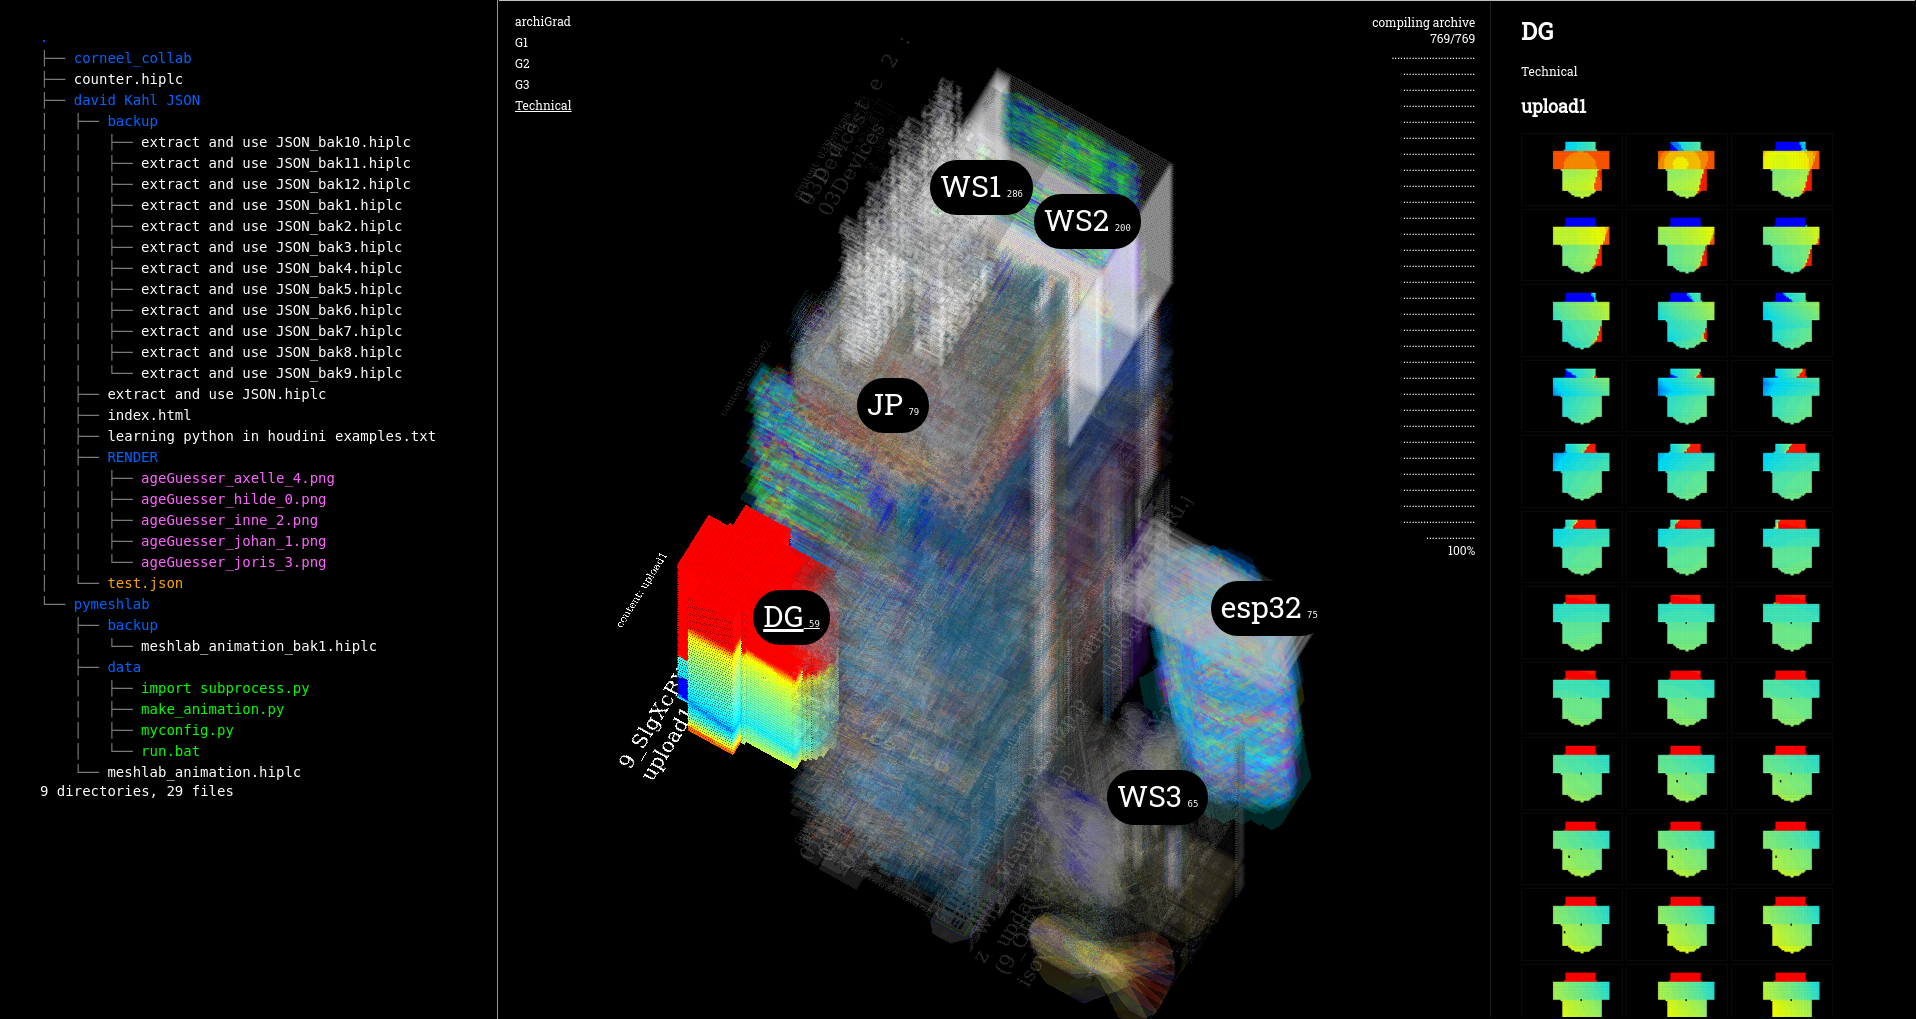 .
├── corneel_collab
├── counter.hiplc
├── david Kahl JSON
│   ├── backup
│   │   ├── extract and use JSON_bak10.hiplc
│   │   ├── extract and use JSON_bak11.hiplc
│   │   ├── extract and use JSON_bak12.hiplc
│   │   ├── extract and use JSON_bak1.hiplc
│   │   ├── extract and use JSON_bak2.hiplc
│   │   ├── extract and use JSON_bak3.hiplc
│   │   ├── extract and use JSON_bak4.hiplc
│   │   ├── extract and use JSON_bak5.hiplc
│   │   ├── extract and use JSON_bak6.hiplc
│   │   ├── extract and use JSON_bak7.hiplc
│   │   ├── extract and use JSON_bak8.hiplc
│   │   └── extract and use JSON_bak9.hiplc
│   ├── extract and use JSON.hiplc
│   ├── index.html
│   ├── learning python in houdini examples.txt
│   ├── RENDER
│   │   ├── ageGuesser_axelle_4.png
│   │   ├── ageGuesser_hilde_0.png
│   │   ├── ageGuesser_inne_2.png
│   │   ├── ageGuesser_johan_1.png
│   │   └── ageGuesser_joris_3.png
│   └── test.json
└── pymeshlab
    ├── backup
    │   └── meshlab_animation_bak1.hiplc
    ├── data
    │   ├── import subprocess.py
    │   ├── make_animation.py
    │   ├── myconfig.py
    │   └── run.bat
    └── meshlab_animation.hiplc
9 directories, 29 files
archiGrad
G1
G2
G3
Technical
compiling archive
769/769
100%
03Devices
WS1 286
WS2 200
JP 79
content: upload2
content: upload1
DG 59
upload1
esp32 75
WS3 65
DG
Technical
upload1